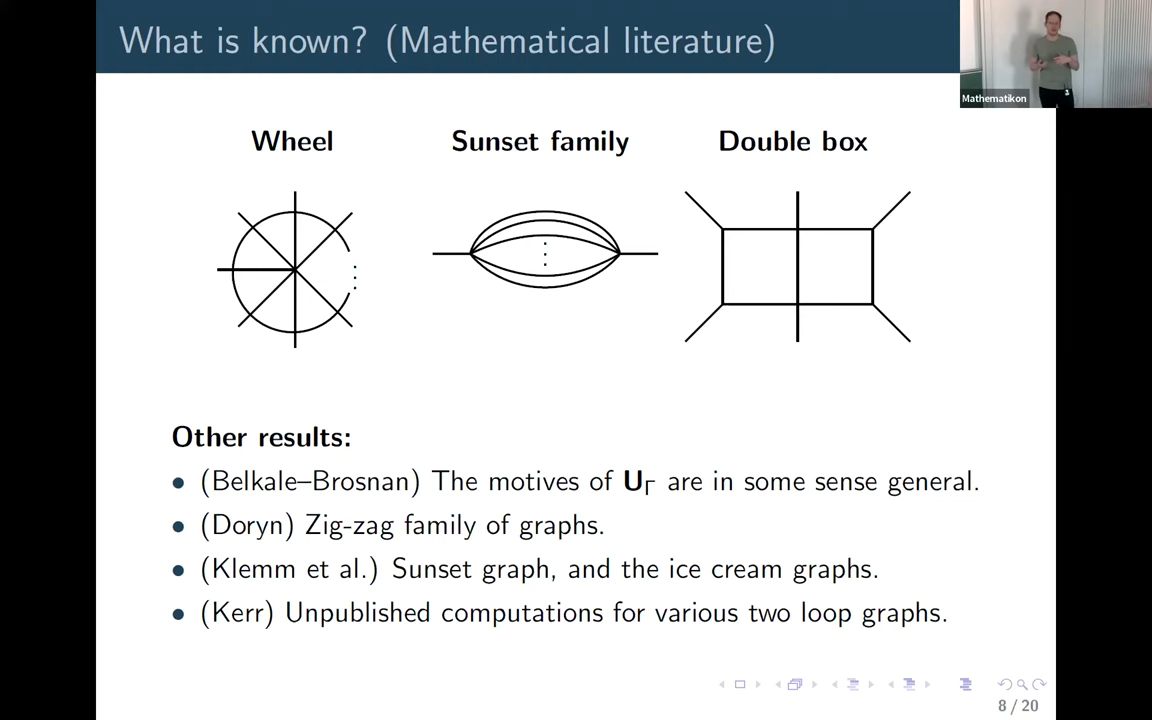 What is known? (Mathematical literature)
Mathematikon
Wheel
Sunset family
Double box
Other results:
• (Belkale–Brosnan) The motives of U_Γ are in some sense general.
• (Doryn) Zig-zag family of graphs.
• (Klemm et al.) Sunset graph, and the ice cream graphs.
• (Kerr) Unpublished computations for various two loop graphs.
8 / 20